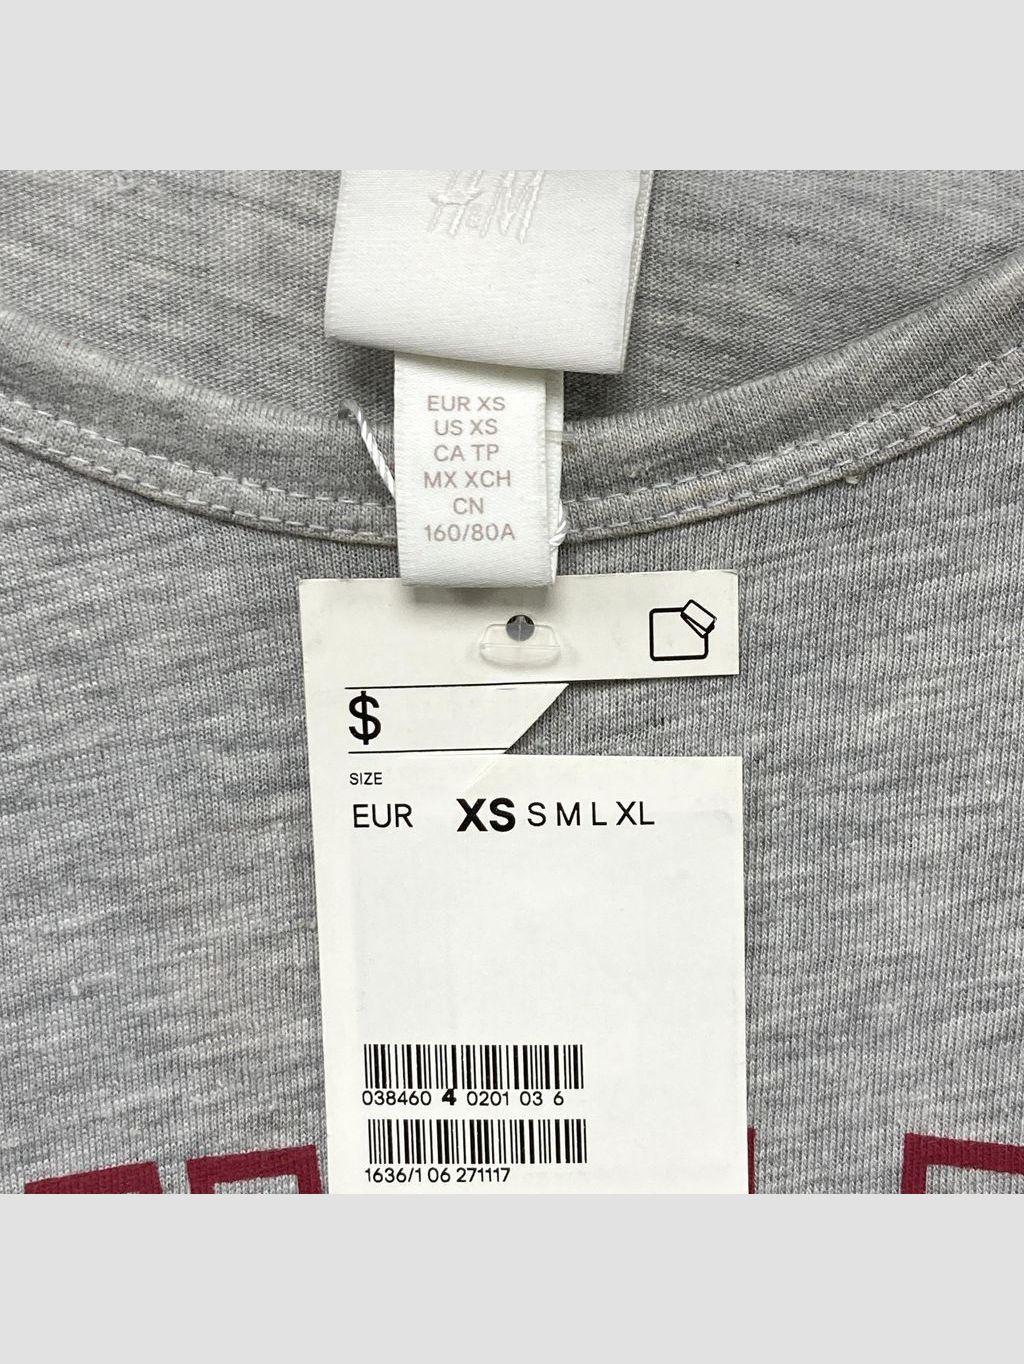 H&M
EUR XS
US XS
CA TP
MX XCH
CN
160/80A
$
SIZE
EUR XS S M L XL
038460 4 0201 03 6
1636/1 06 271117